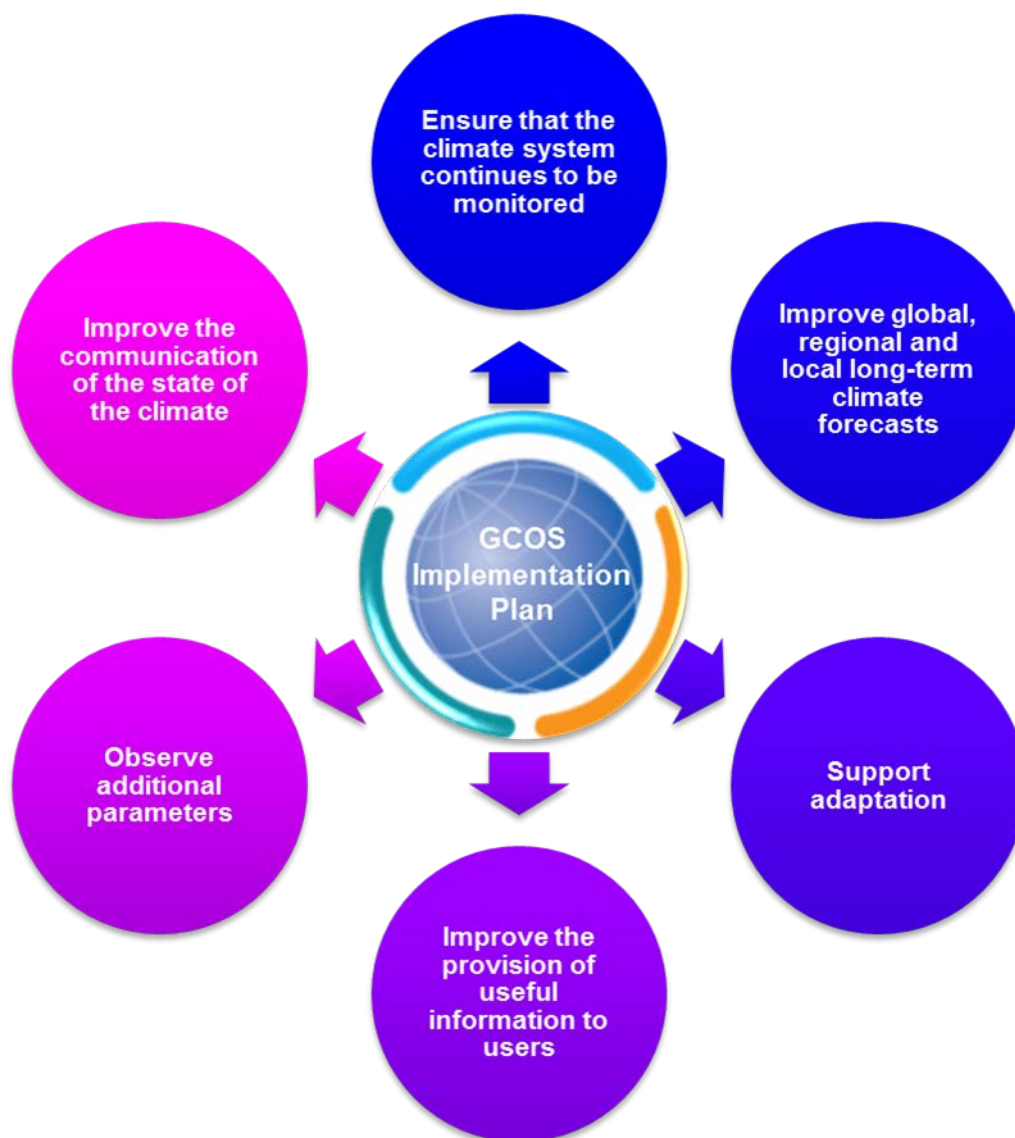 Ensure that the
climate system
continues to be
monitored
Improve the
communication
of the state of
the climate
Improve global,
regional and
local long-term
climate
forecasts
GCOS
Implementation
Plan
Observe
additional
parameters
Support
adaptation
Improve the
provision of
useful
information to
users